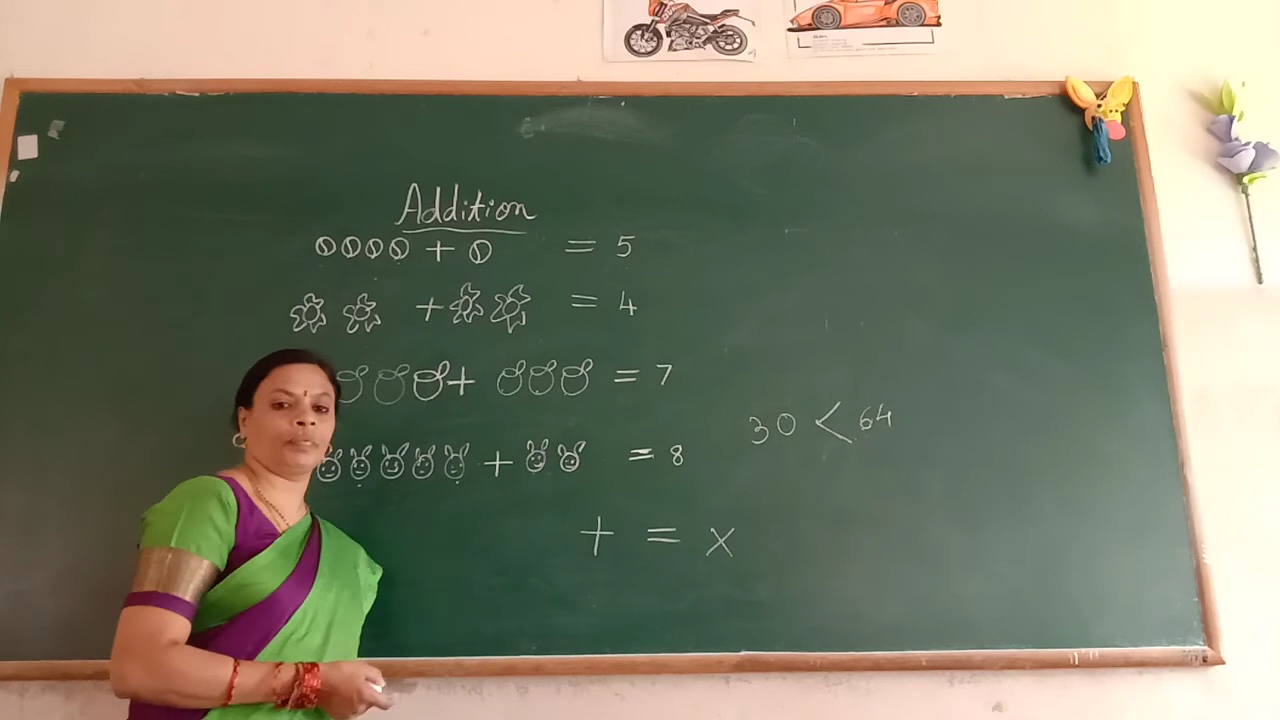 Addition
+ = 5
+ = 4
+ = 7
30 < 64
+ = 8
+ = x